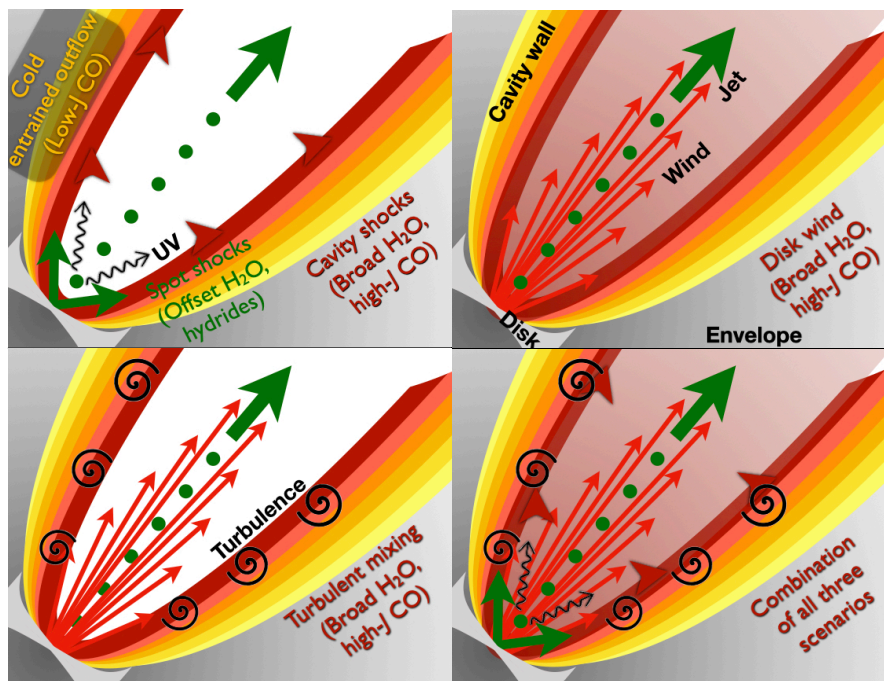 Cold
entrained outflow
(Low-J CO)
UV
Spot shocks
(Offset H₂O,
hydrides)
Cavity shocks
(Broad H₂O,
high-J CO)
Cavity wall
Jet
Wind
Disk
Disk wind
(Broad H₂O,
high-J CO)
Envelope
Turbulence
Turbulent mixing
(Broad H₂O,
high-J CO)
Combination
of all three
scenarios